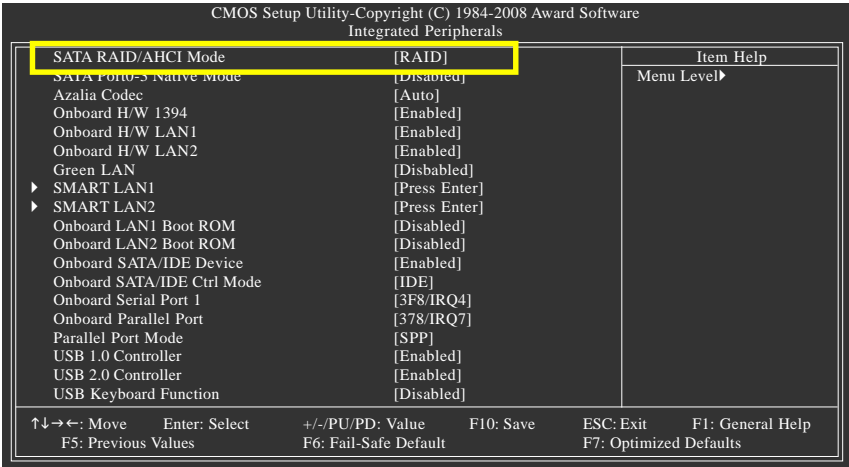 CMOS Setup Utility-Copyright (C) 1984-2008 Award Software
Integrated Peripherals
SATA RAID/AHCI Mode [RAID] Item Help
SATA Port0-3 Native Mode [Disabled] Menu Level▶
Azalia Codec [Auto]
Onboard H/W 1394 [Enabled]
Onboard H/W LAN1 [Enabled]
Onboard H/W LAN2 [Enabled]
Green LAN [Disbabled]
▶ SMART LAN1 [Press Enter]
▶ SMART LAN2 [Press Enter]
Onboard LAN1 Boot ROM [Disabled]
Onboard LAN2 Boot ROM [Disabled]
Onboard SATA/IDE Device [Enabled]
Onboard SATA/IDE Ctrl Mode [IDE]
Onboard Serial Port 1 [3F8/IRQ4]
Onboard Parallel Port [378/IRQ7]
Parallel Port Mode [SPP]
USB 1.0 Controller [Enabled]
USB 2.0 Controller [Enabled]
USB Keyboard Function [Disabled]
↑↓→←: Move Enter: Select +/-/PU/PD: Value F10: Save ESC: Exit F1: General Help
F5: Previous Values F6: Fail-Safe Default F7: Optimized Defaults